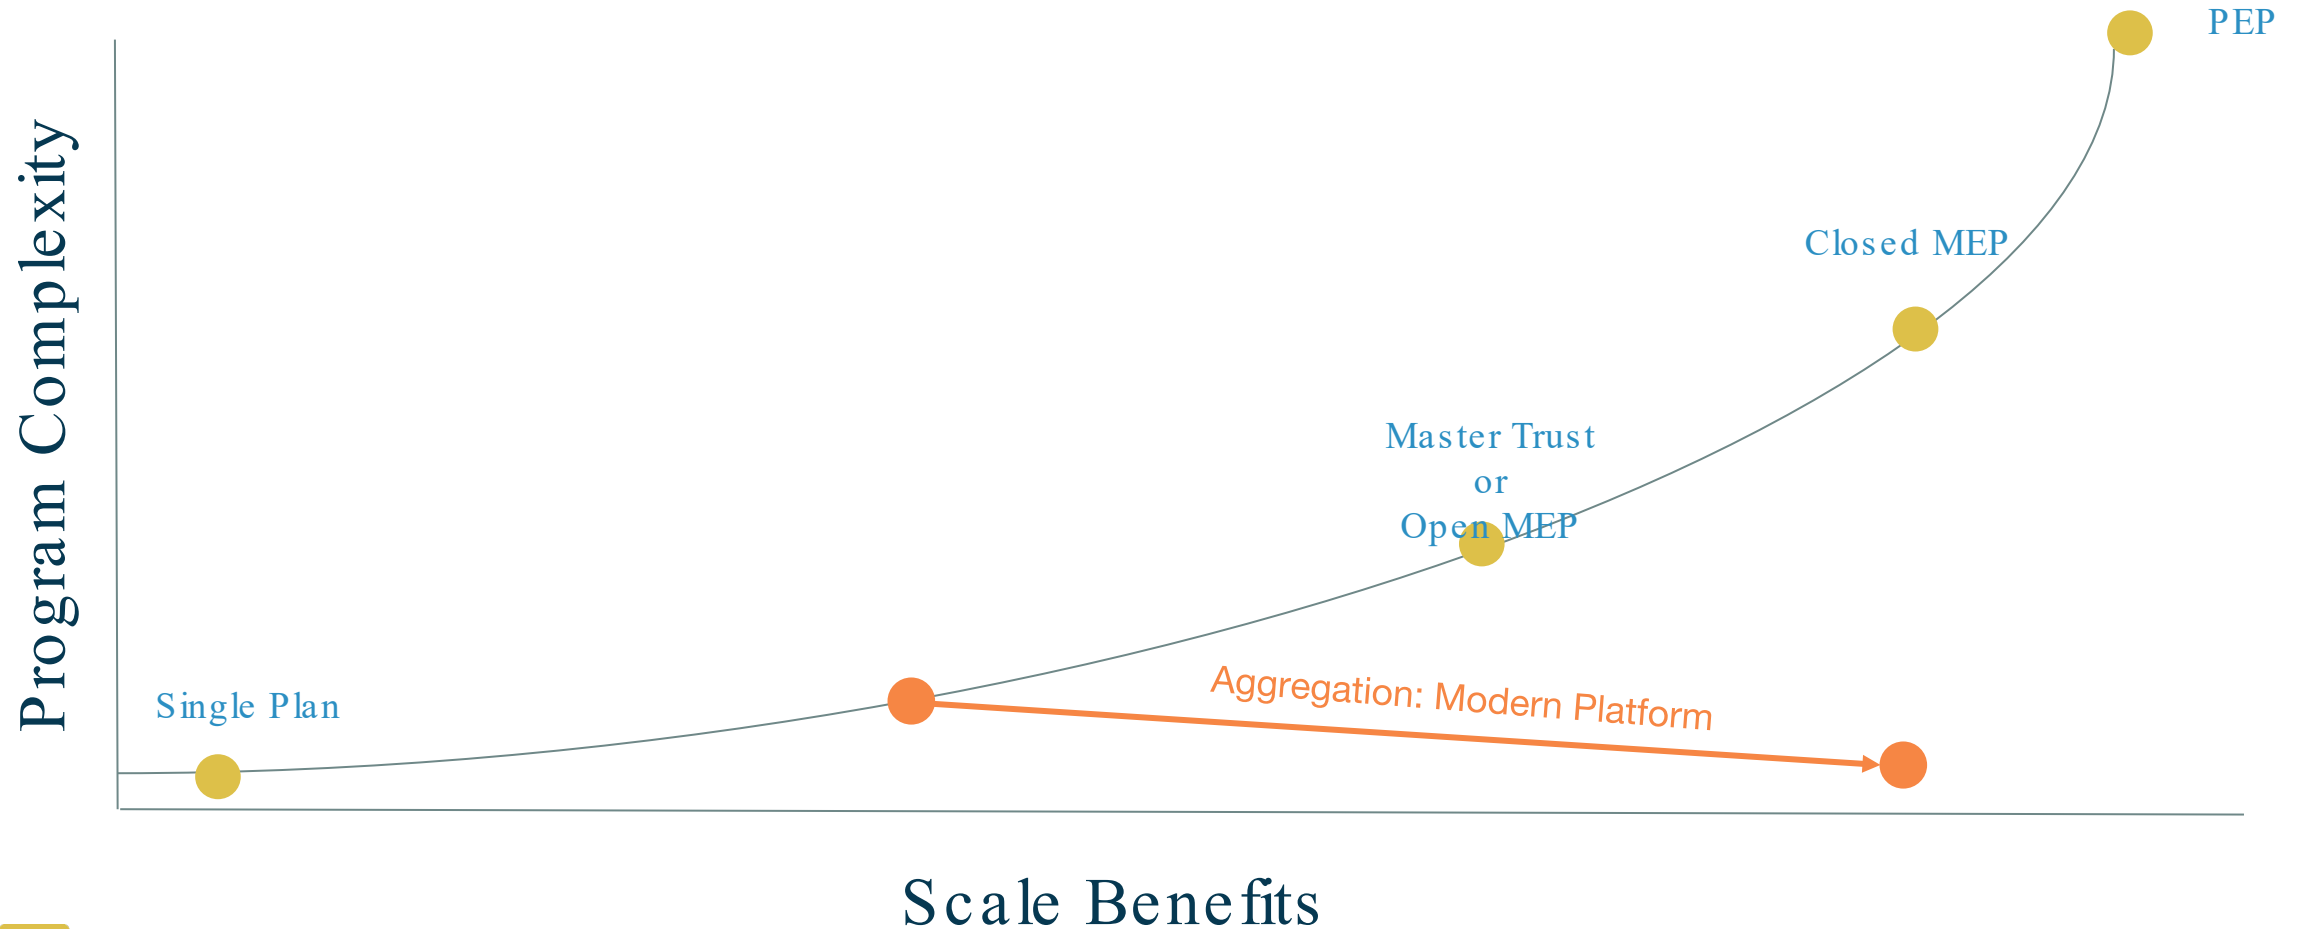 PEP
Closed MEP
Master Trust
or
Open MEP
Aggregation: Modern Platform
Single Plan
Program Complexity
Scale Benefits